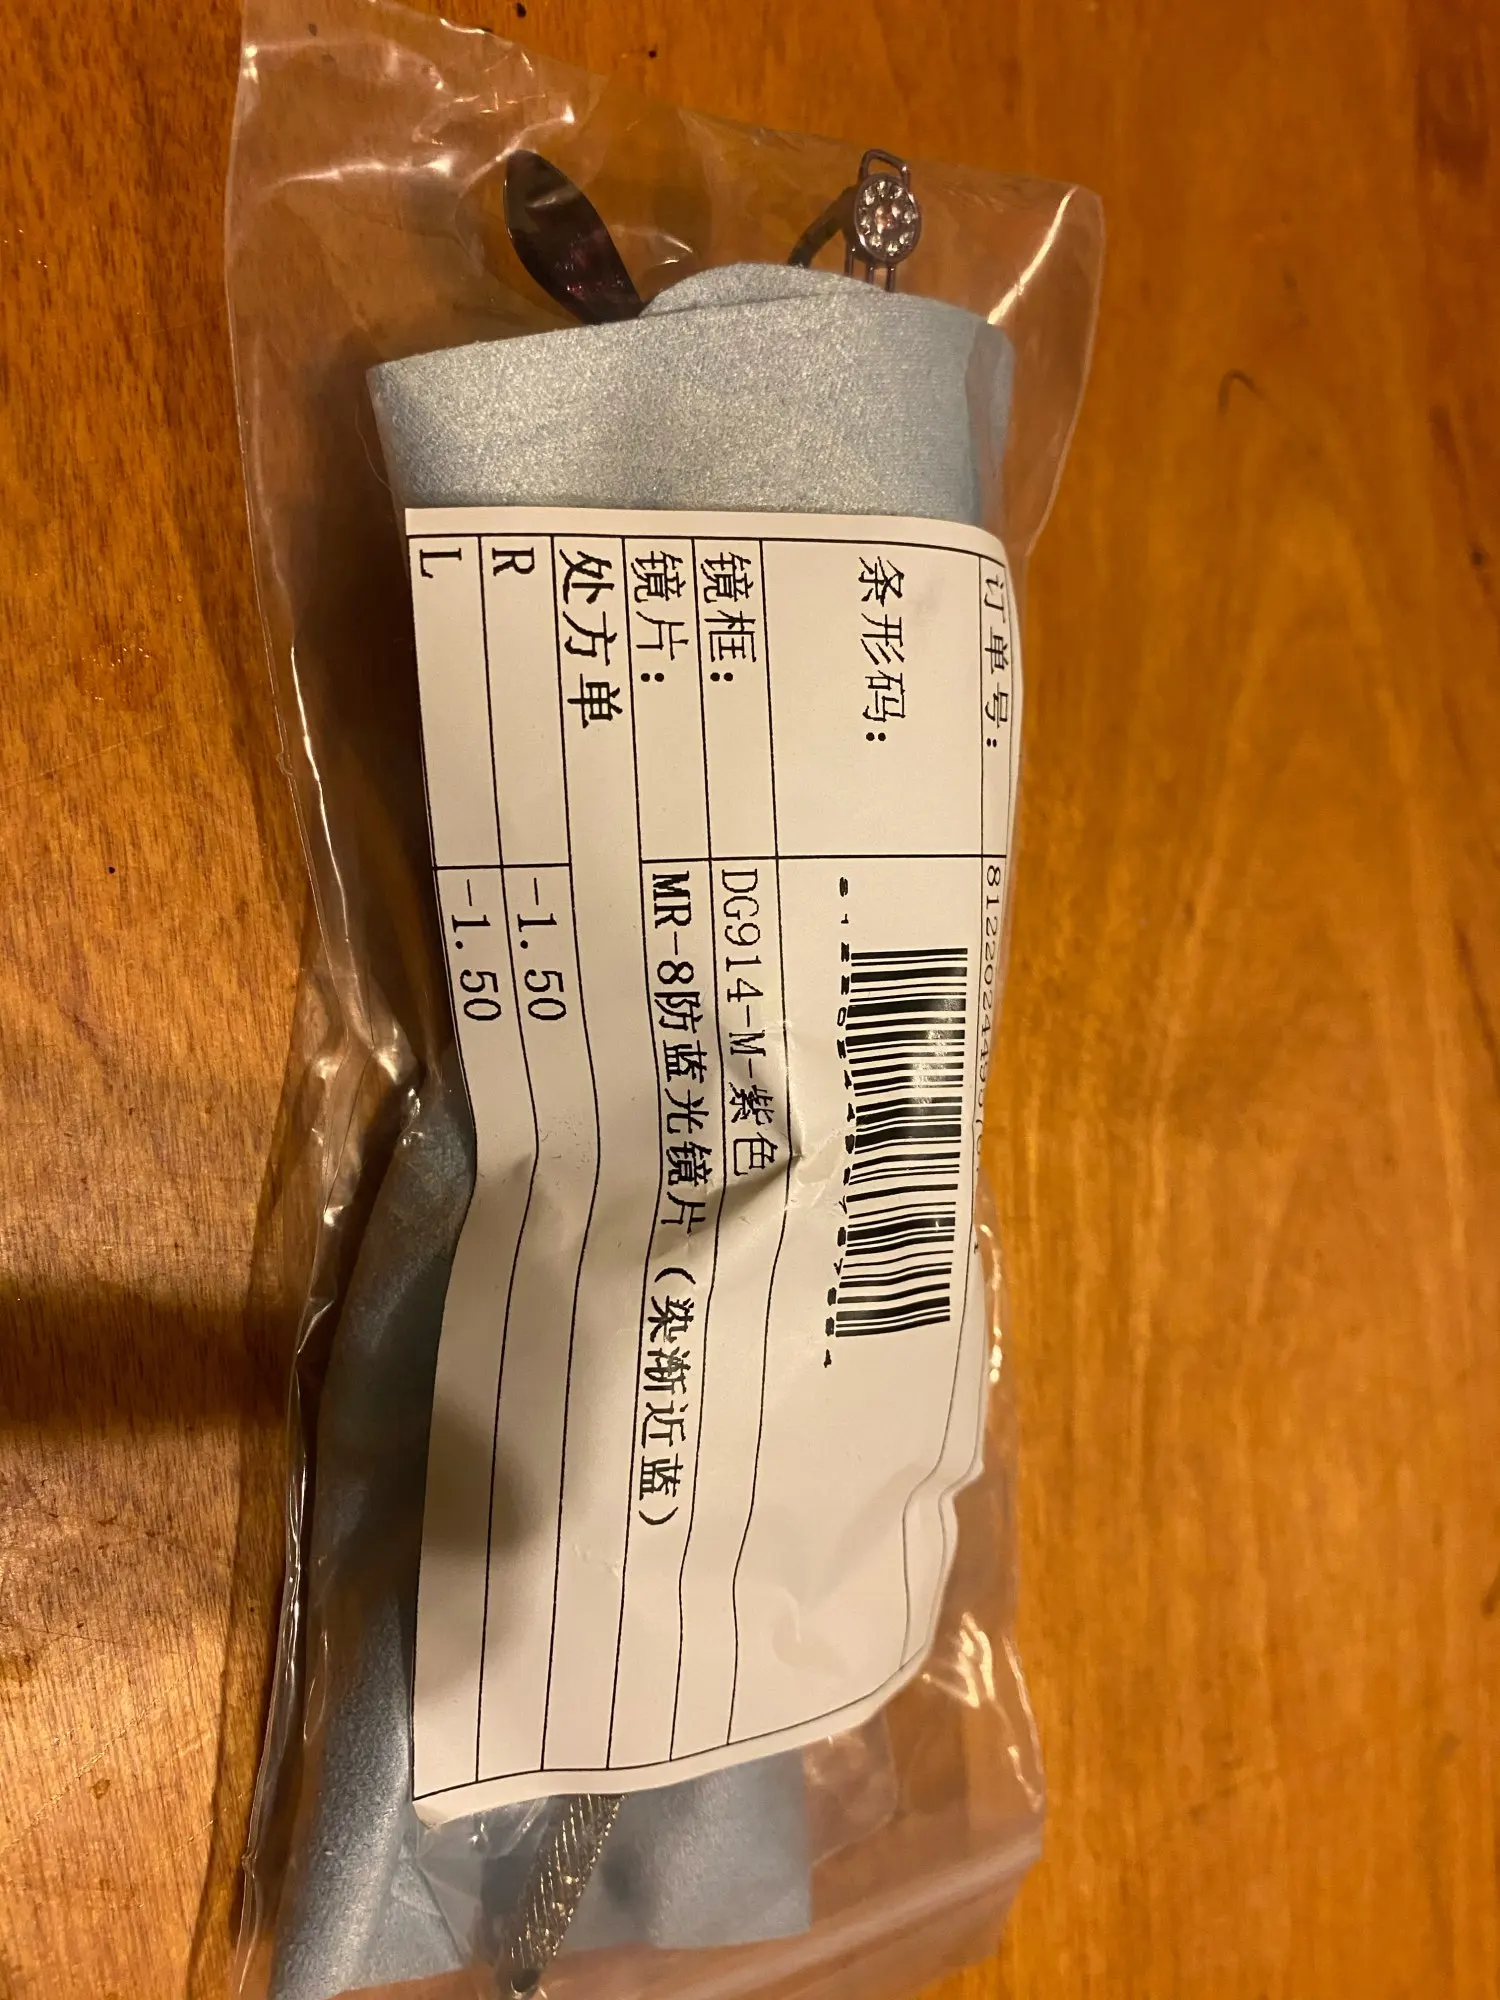 订单号：
条形码：
镜框： DG914-M-紫色
镜片： MR-8防蓝光镜片（染渐近蓝）
处方单
R -1.50
L -1.50